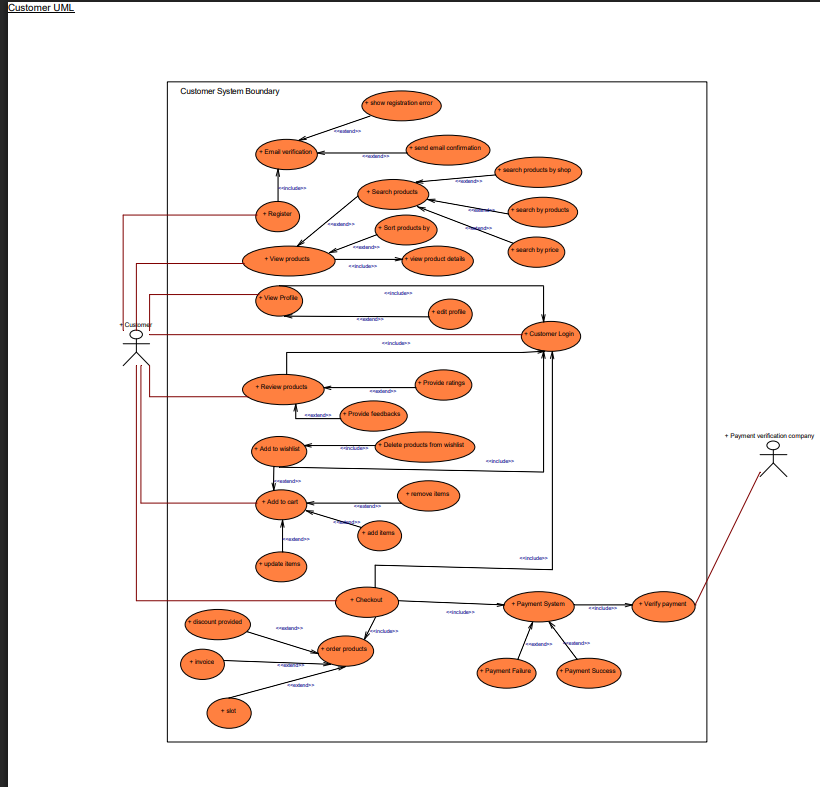 Customer UML
Customer System Boundary
+ show registration error
<<extend>>
+ Email verification
+ send email confirmation
<<extend>>
<<include>>
+ search products by shop
<<extend>>
+ Search products
+ Register
<<extend>>
+ search by products
<<extend>>
+ Sort products by
<<extend>>
+ search by price
<<extend>>
+ View products
+ view product details
<<include>>
+ View Profile
<<include>>
+ edit profile
<<extend>>
+ Customer
+ Customer Login
<<include>>
+ Review products
+ Provide ratings
<<extend>>
+ Provide feedbacks
<<extend>>
+ Payment verification company
+ Add to wishlist
+ Delete products from wishlist
<<include>>
<<include>>
<<extend>>
+ Add to cart
+ remove items
<<extend>>
<<extend>>
+ add items
<<extend>>
+ update items
<<include>>
+ Checkout
+ Payment System
+ Verify payment
<<include>>
<<include>>
+ discount provided
<<extend>>
<<include>>
+ order products
<<extend>>
<<extend>>
+ invoice
<<extend>>
+ Payment Failure
+ Payment Success
<<extend>>
+ slot